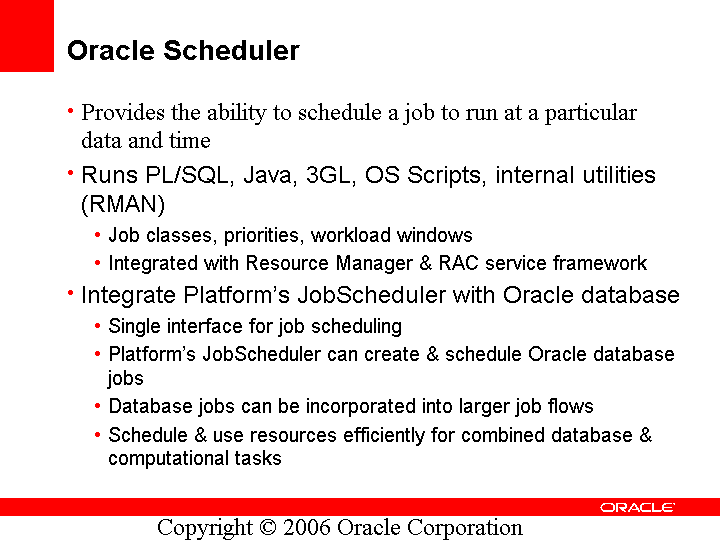 Oracle Scheduler
• Provides the ability to schedule a job to run at a particular
data and time
• Runs PL/SQL, Java, 3GL, OS Scripts, internal utilities
(RMAN)
• Job classes, priorities, workload windows
• Integrated with Resource Manager & RAC service framework
• Integrate Platform’s JobScheduler with Oracle database
• Single interface for job scheduling
• Platform’s JobScheduler can create & schedule Oracle database
jobs
• Database jobs can be incorporated into larger job flows
• Schedule & use resources efficiently for combined database &
computational tasks
ORACLE
Copyright © 2006 Oracle Corporation